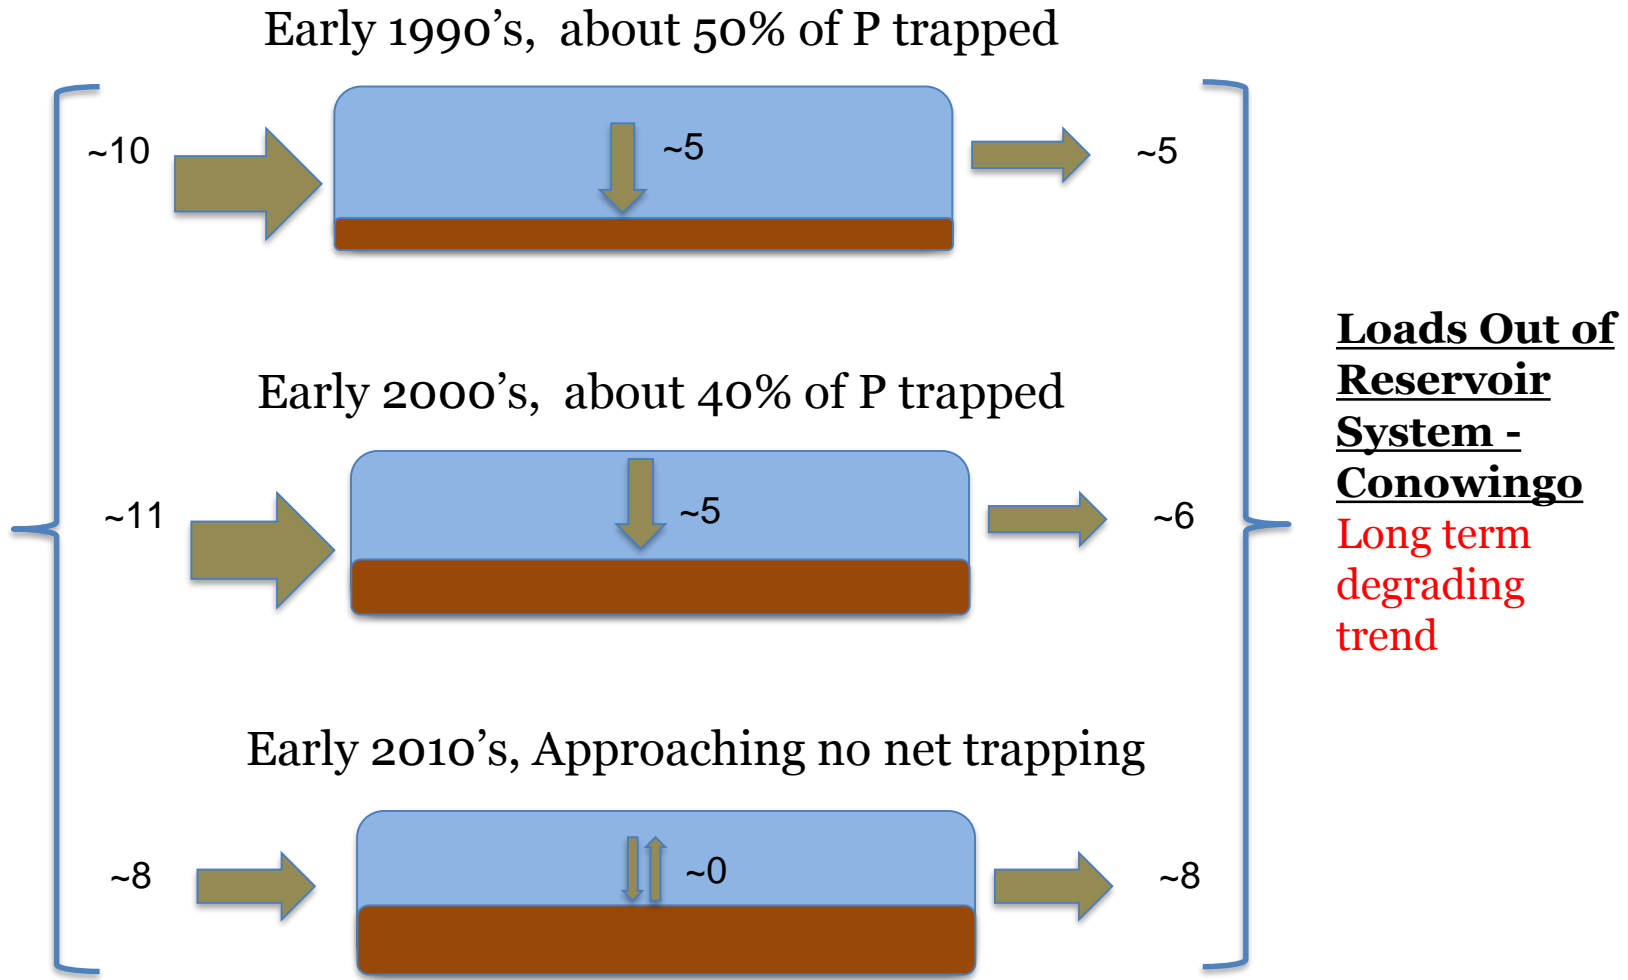 Early 1990’s,  about 50% of P trapped
~10
~5
~5
Early 2000’s,  about 40% of P trapped
~11
~5
~6
Early 2010’s, Approaching no net trapping
~8
~0
~8
Loads Out of
Reservoir
System -
Conowingo
Long term
degrading
trend